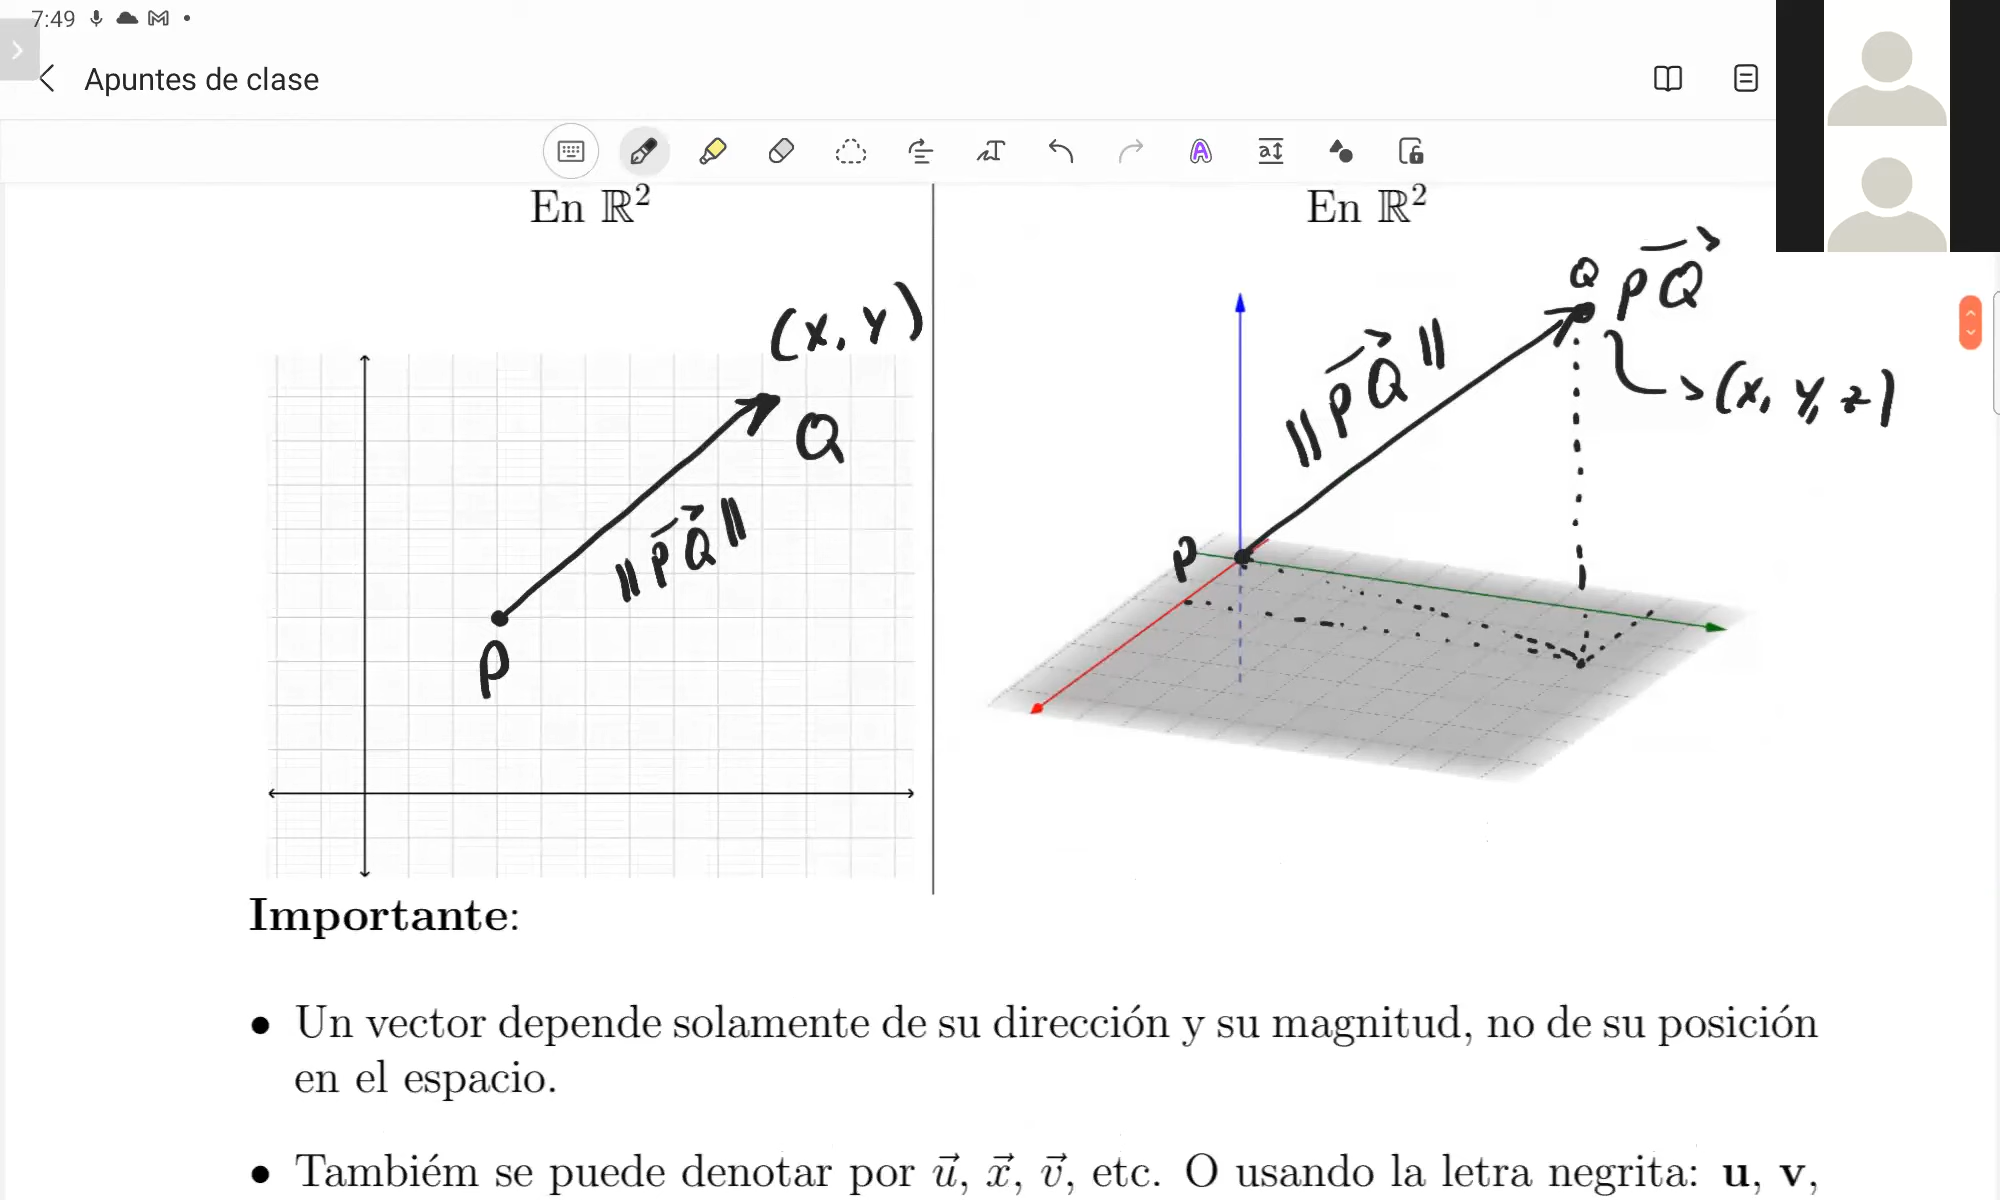 7:49
Apuntes de clase
En ℝ²
En ℝ²
(x, y)
Q
||PQ⃗||
P
Q PQ⃗
||PQ⃗||
(x, y, z)
P
Importante:
• Un vector depende solamente de su dirección y su magnitud, no de su posición
en el espacio.
• Tambiém se puede denotar por u⃗, x⃗, v⃗, etc. O usando la letra negrita: u, v,